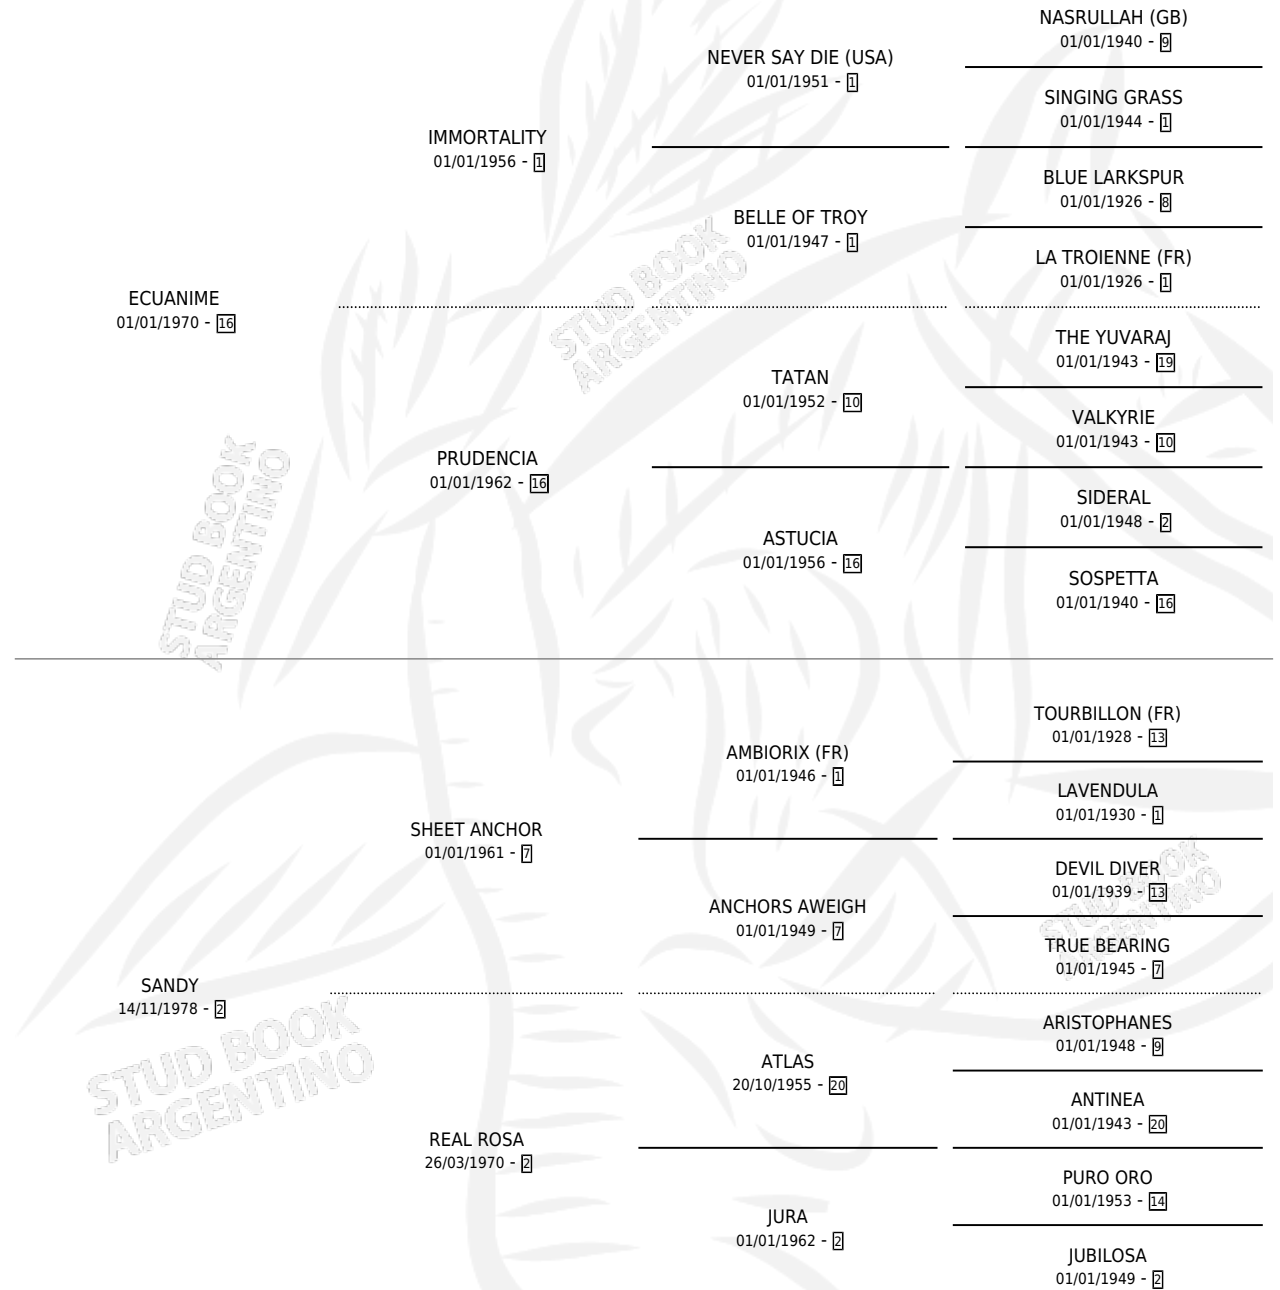 NASRULLAH (GB)
01/01/1940 - 9
NEVER SAY DIE (USA)
01/01/1951 - 1
SINGING GRASS
01/01/1944 - 1
IMMORTALITY
01/01/1956 - 1
BLUE LARKSPUR
01/01/1926 - 8
BELLE OF TROY
01/01/1947 - 1
LA TROIENNE (FR)
01/01/1926 - 1
ECUANIME
01/01/1970 - 16
THE YUVARAJ
01/01/1943 - 19
TATAN
01/01/1952 - 10
VALKYRIE
01/01/1943 - 10
PRUDENCIA
01/01/1962 - 16
SIDERAL
01/01/1948 - 2
ASTUCIA
01/01/1956 - 16
SOSPETTA
01/01/1940 - 16
STUD BOOK
ARGENTINO
STUD BOOK
ARGENTINO
TOURBILLON (FR)
01/01/1928 - 13
AMBIORIX (FR)
01/01/1946 - 1
LAVENDULA
01/01/1930 - 1
SHEET ANCHOR
01/01/1961 - 7
DEVIL DIVER
01/01/1939 - 13
ANCHORS AWEIGH
01/01/1949 - 7
TRUE BEARING
01/01/1945 - 7
SANDY
14/11/1978 - 2
ARISTOPHANES
01/01/1948 - 9
ATLAS
20/10/1955 - 20
ANTINEA
01/01/1943 - 20
REAL ROSA
26/03/1970 - 2
PURO ORO
01/01/1953 - 14
JURA
01/01/1962 - 2
JUBILOSA
01/01/1949 - 2
STUD BOOK
ARGENTINO
STUD BOOK
ARGENTINO